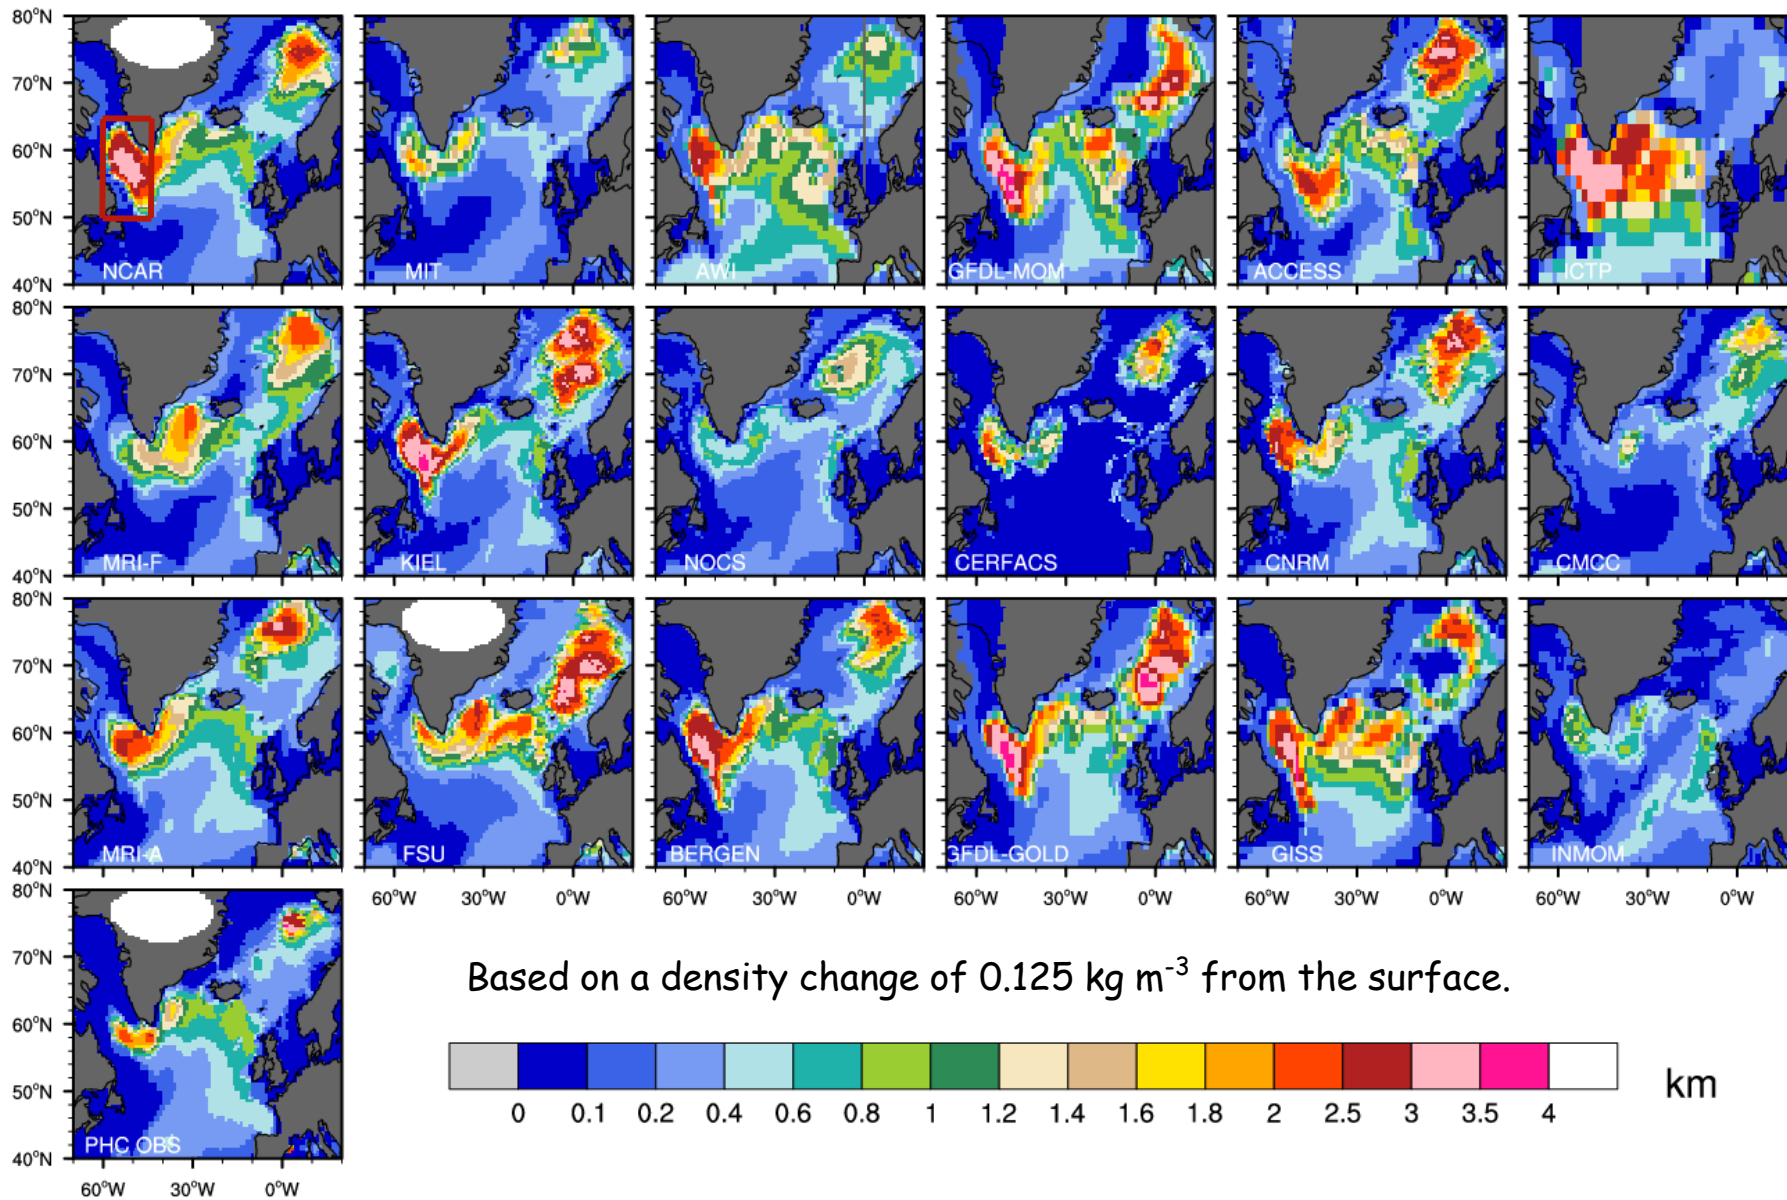 80°N
70°N
60°N
50°N
40°N
NCAR
MIT
AWI
GFDL-MOM
ACCESS
ICTP
60°W 30°W 0°W
80°N
70°N
60°N
50°N
40°N
MRI-F
KIEL
NOCS
CERFACS
CNRM
CMCC
80°N
70°N
60°N
50°N
40°N
MRI-A
FSU
BERGEN
GFDL-GOLD
GISS
INMOM
60°W 30°W 0°W
60°W 30°W 0°W
60°W 30°W 0°W
60°W 30°W 0°W
60°W 30°W 0°W
80°N
70°N
60°N
50°N
40°N
PHC OBS
60°W 30°W 0°W
Based on a density change of 0.125 kg m⁻³ from the surface.
0 0.1 0.2 0.4 0.6 0.8 1 1.2 1.4 1.6 1.8 2 2.5 3 3.5 4
km